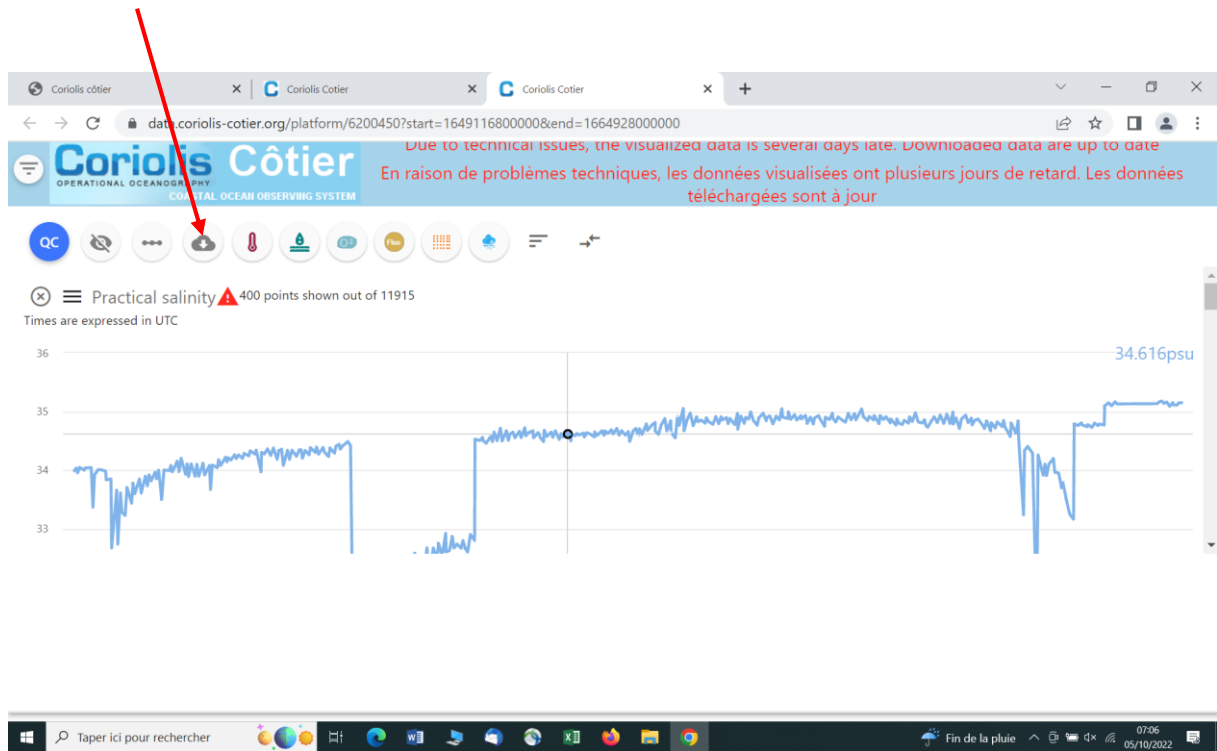 Coriolis côtier
Coriolis Cotier
Coriolis Cotier
data.coriolis-cotier.org/platform/6200450?start=1649116800000&end=1664928000000
Coriolis Côtier
OPERATIONAL OCEANOGRAPHY
COASTAL OCEAN OBSERVING SYSTEM
Due to technical issues, the visualized data is several days late. Downloaded data are up to date
En raison de problèmes techniques, les données visualisées ont plusieurs jours de retard. Les données
téléchargées sont à jour
QC
O2
Fluo
Practical salinity 400 points shown out of 11915
Times are expressed in UTC
36
34.616psu
35
34
33
Taper ici pour rechercher
Fin de la pluie
07:06
05/10/2022